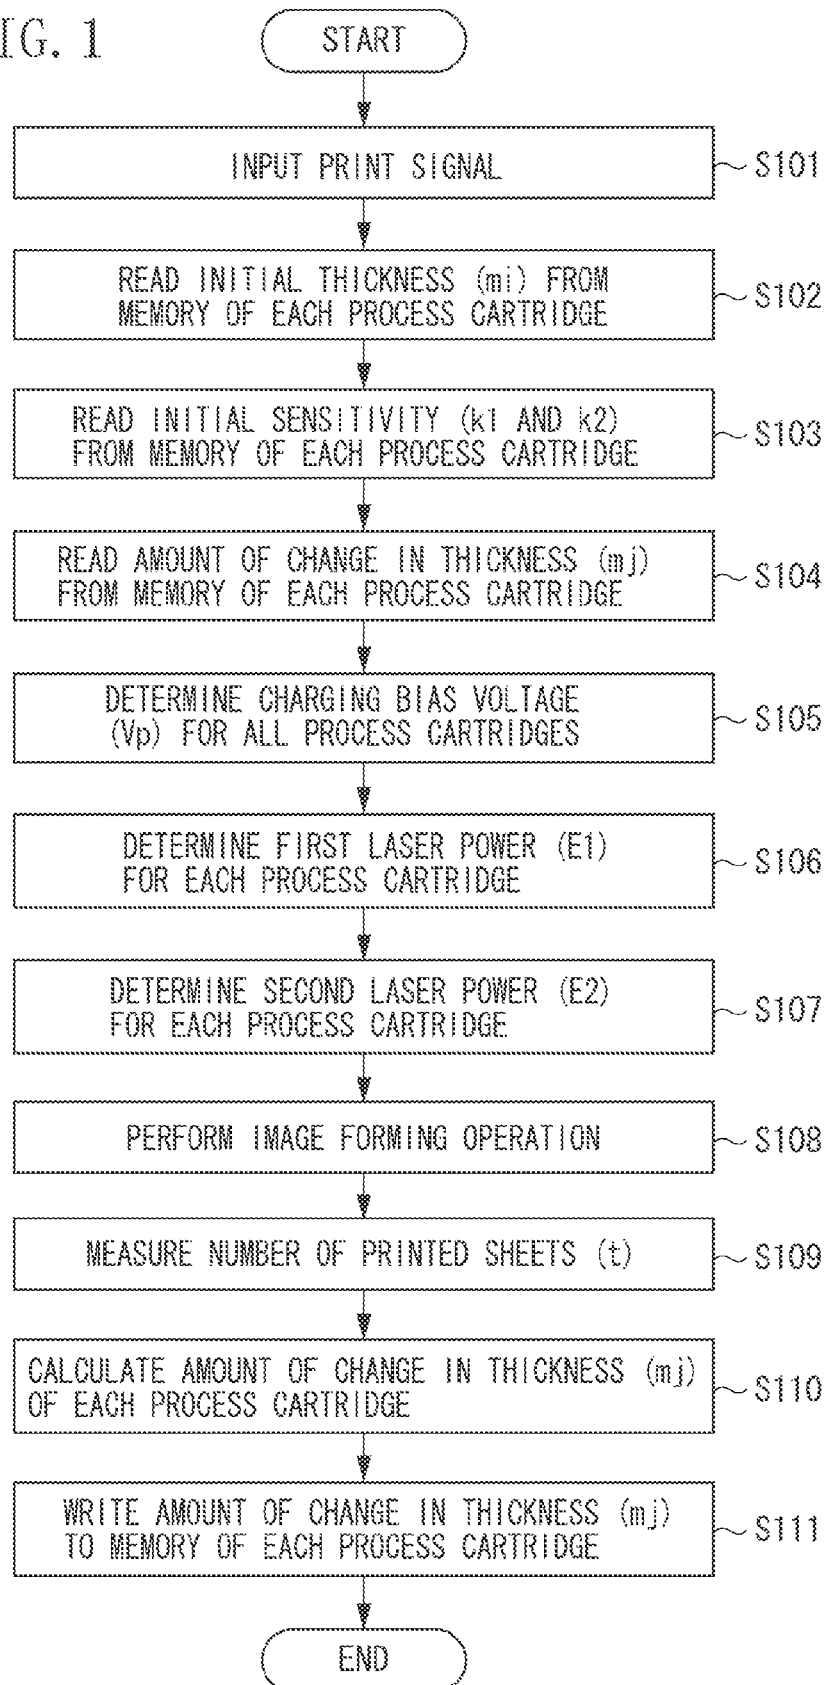 IG. 1
START
INPUT PRINT SIGNAL
S101
READ INITIAL THICKNESS (mi) FROM
MEMORY OF EACH PROCESS CARTRIDGE
S102
READ INITIAL SENSITIVITY (k1 AND k2)
FROM MEMORY OF EACH PROCESS CARTRIDGE
S103
READ AMOUNT OF CHANGE IN THICKNESS (mj)
FROM MEMORY OF EACH PROCESS CARTRIDGE
S104
DETERMINE CHARGING BIAS VOLTAGE
(Vp) FOR ALL PROCESS CARTRIDGES
S105
DETERMINE FIRST LASER POWER (E1)
FOR EACH PROCESS CARTRIDGE
S106
DETERMINE SECOND LASER POWER (E2)
FOR EACH PROCESS CARTRIDGE
S107
PERFORM IMAGE FORMING OPERATION
S108
MEASURE NUMBER OF PRINTED SHEETS (t)
S109
CALCULATE AMOUNT OF CHANGE IN THICKNESS (mj)
OF EACH PROCESS CARTRIDGE
S110
WRITE AMOUNT OF CHANGE IN THICKNESS (mj)
TO MEMORY OF EACH PROCESS CARTRIDGE
S111
END